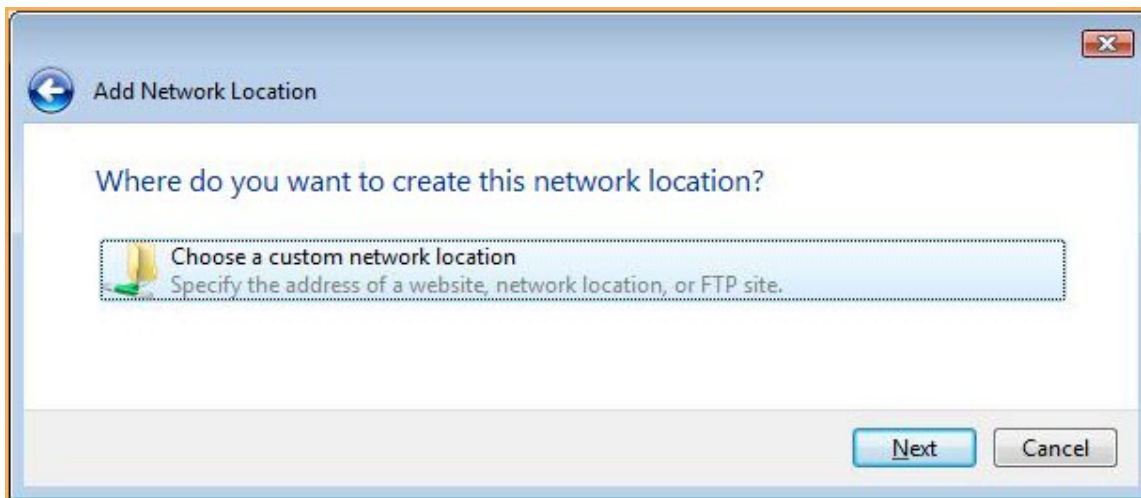 Add Network Location
Where do you want to create this network location?
Choose a custom network location
Specify the address of a website, network location, or FTP site.
Next Cancel